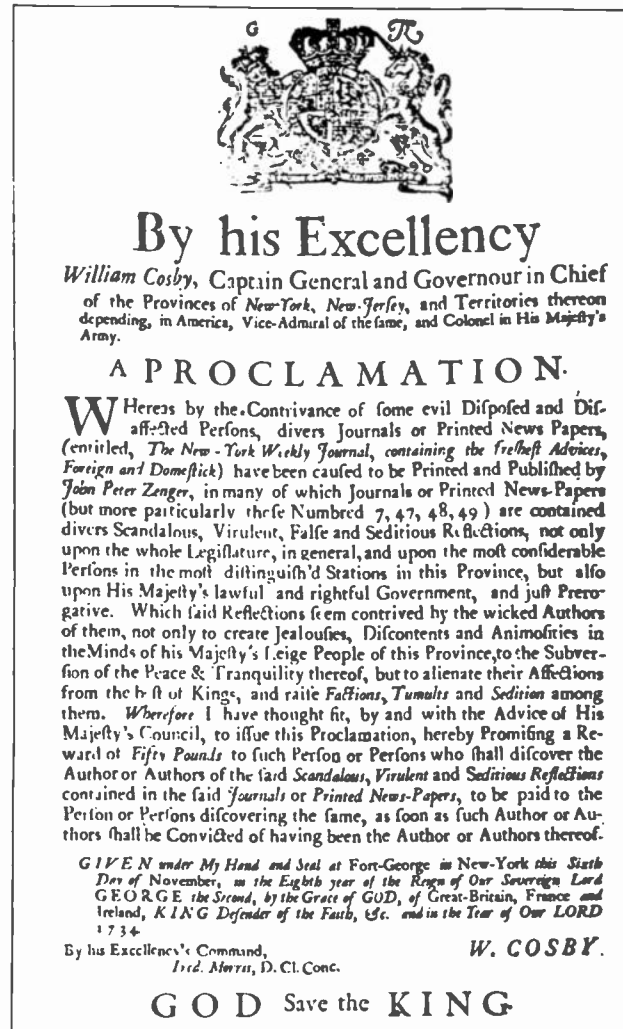 G R
By his Excellency
William Cosby, Captain General and Governour in Chief
of the Provinces of New-York, New-Jersey, and Territories thereon
depending, in America, Vice-Admiral of the same, and Colonel in His Majesty's
Army.
A PROCLAMATION.
WHereas by the Contrivance of some evil Disposed and Dis-
affected Persons, divers Journals or Printed News Papers,
(entitled, The New-York Weekly Journal, containing the freshest Advices,
Foreign and Domestick) have been caused to be Printed and Published by
John Peter Zenger, in many of which Journals or Printed News-Papers
(but more particularly those Numbred 7, 47, 48, 49) are contained
divers Scandalous, Virulent, False and Seditious Reflections, not only
upon the whole Legislature, in general, and upon the most considerable
Persons in the most distinguish'd Stations in this Province, but also
upon His Majesty's lawful and rightful Government, and just Prero-
gative. Which said Reflections seem contrived by the wicked Authors
of them, not only to create Jealousies, Discontents and Animosities in
the Minds of his Majesty's Leige People of this Province, to the Subver-
sion of the Peace & Tranquility thereof, but to alienate their Affections
from the best of Kings, and raise Factions, Tumults and Sedition among
them. Wherefore I have thought fit, by and with the Advice of His
Majesty's Council, to issue this Proclamation, hereby Promising a Re-
ward of Fifty Pounds to such Person or Persons who shall discover the
Author or Authors of the said Scandalous, Virulent and Seditious Reflections
contained in the said Journals or Printed News-Papers, to be paid to the
Person or Persons discovering the same, as soon as such Author or Au-
thors shall be Convicted of having been the Author or Authors thereof.
GIVEN under My Hand and Seal at Fort-George in New-York this Sixth
Day of November, in the Eighth year of the Reign of Our Sovereign Lord
GEORGE the Second, by the Grace of GOD, of Great-Britain, France and
Ireland, KING Defender of the Faith, &c. and in the Year of Our LORD
1734
By his Excellency's Command, W. COSBY.
Fred. Morris, D. Cl. Conc.
GOD Save the KING